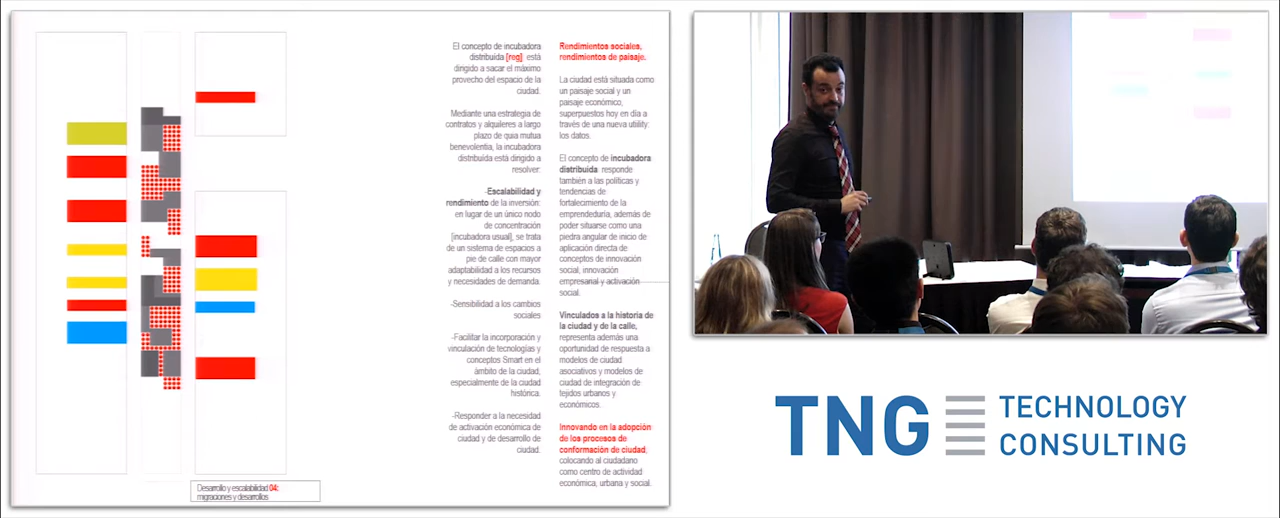 El concepto de incubadora
distribuida [reg], está
dirigido a sacar el máximo
provecho del espacio de la
ciudad.
Mediante una estrategia de
contratos y alquileres a largo
plazo de quia mutua
benevolentia, la incubadora
distribuida está dirigido a
resolver:
-Escalabilidad y
rendimiento de la inversión:
en lugar de un único nodo
de concentración
[incubadora usual], se trata
de un sistema de espacios a
pie de calle con mayor
adaptabilidad a los recursos
y necesidades de demanda.
-Sensibilidad a los cambios
sociales
-Facilitar la incorporación y
vinculación de tecnologías y
conceptos Smart en el
ámbito de la ciudad,
especialmente de la ciudad
histórica.
-Responder a la necesidad
de activación económica de
ciudad y de desarrollo de
ciudad.
Rendimientos sociales,
rendimientos de paisaje.
La ciudad está situada como
un paisaje social y un
paisaje económico,
superpuestos hoy en día a
través de una nueva utility:
los datos.
El concepto de incubadora
distribuida responde
también a las políticas y
tendencias de
fortalecimiento de la
emprendeduría, además de
poder situarse como una
piedra angular de inicio de
aplicación directa de
conceptos de innovación
social, innovación
empresarial y activación
social.
Vinculados a la historia de
la ciudad y de la calle,
representa además una
oportunidad de respuesta a
modelos de ciudad
asociativos y modelos de
ciudad de integración de
tejidos urbanos y
económicos.
Innovando en la adopción
de los procesos de
conformación de ciudad,
colocando al ciudadano
como centro de actividad
económica, urbana y social.
Desarrollo y escalabilidad 04:
migraciones y desarrollos
TNG TECHNOLOGY
CONSULTING